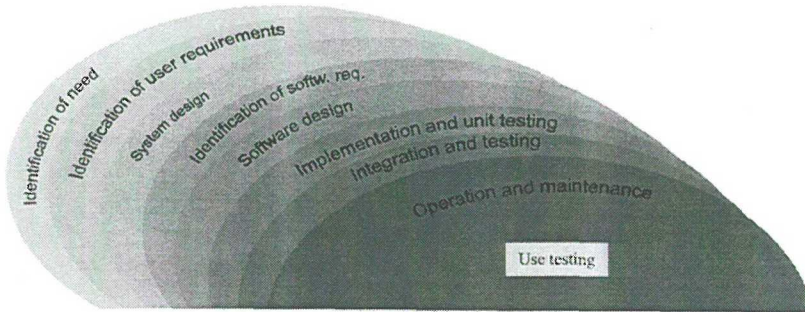 Identification of need
Identification of user requirements
System design
Identification of softw. req.
Software design
Implementation and unit testing
Integration and testing
Operation and maintenance
Use testing